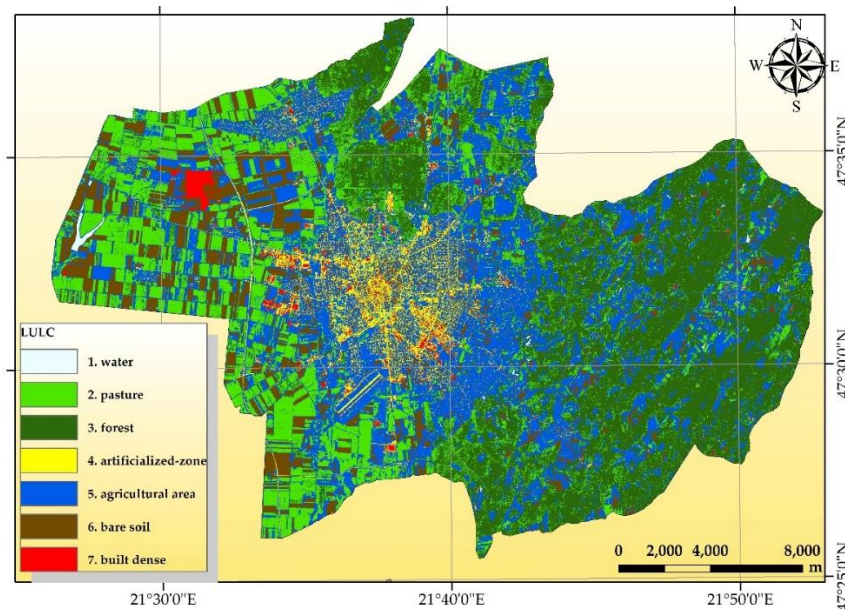 N
W E
S
47°35'0"N
47°30'0"N
47°25'0"N
LULC
1. water
2. pasture
3. forest
4. artificialized-zone
5. agricultural area
6. bare soil
7. built dense
0 2,000 4,000 8,000
m
21°30'0"E 21°40'0"E 21°50'0"E